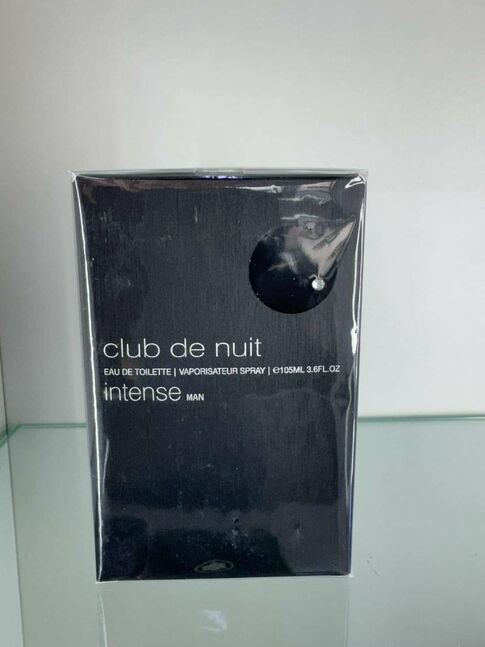 club de nuit
EAU DE TOILETTE | VAPORISATEUR SPRAY | ℮105ML 3.6FL.OZ
intense MAN